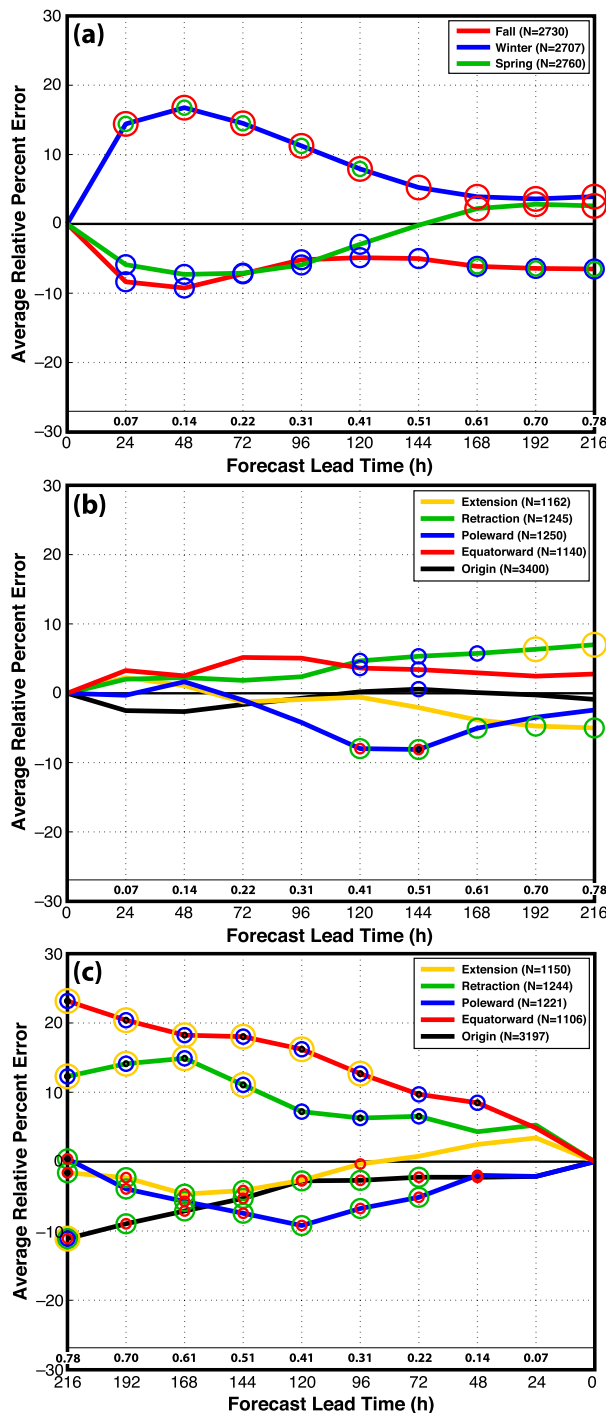 (a)
Fall (N=2730)
Winter (N=2707)
Spring (N=2760)
Average Relative Percent Error
30
20
10
0
−10
−20
−30
0.07 0.14 0.22 0.31 0.41 0.51 0.61 0.70 0.78
0 24 48 72 96 120 144 168 192 216
Forecast Lead Time (h)
(b)
Extension (N=1162)
Retraction (N=1245)
Poleward (N=1250)
Equatorward (N=1140)
Origin (N=3400)
Average Relative Percent Error
30
20
10
0
−10
−20
−30
0.07 0.14 0.22 0.31 0.41 0.51 0.61 0.70 0.78
0 24 48 72 96 120 144 168 192 216
Forecast Lead Time (h)
(c)
Extension (N=1150)
Retraction (N=1244)
Poleward (N=1221)
Equatorward (N=1106)
Origin (N=3197)
Average Relative Percent Error
30
20
10
0
−10
−20
−30
0.78 0.70 0.61 0.51 0.41 0.31 0.22 0.14 0.07
216 192 168 144 120 96 72 48 24 0
Forecast Lead Time (h)